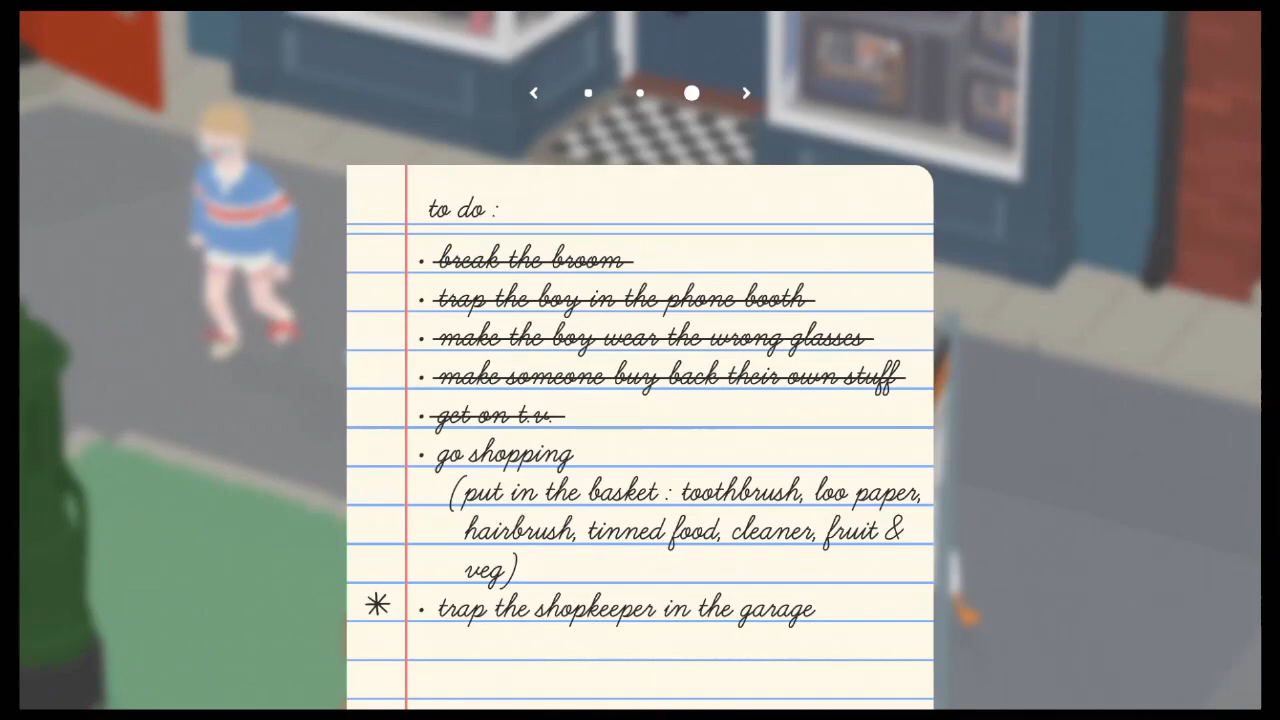 to do :
• break the broom
• trap the boy in the phone booth
• make the boy wear the wrong glasses
• make someone buy back their own stuff
• get on t.v.
• go shopping
(put in the basket : toothbrush, loo paper,
hairbrush, tinned food, cleaner, fruit &
veg)
• trap the shopkeeper in the garage